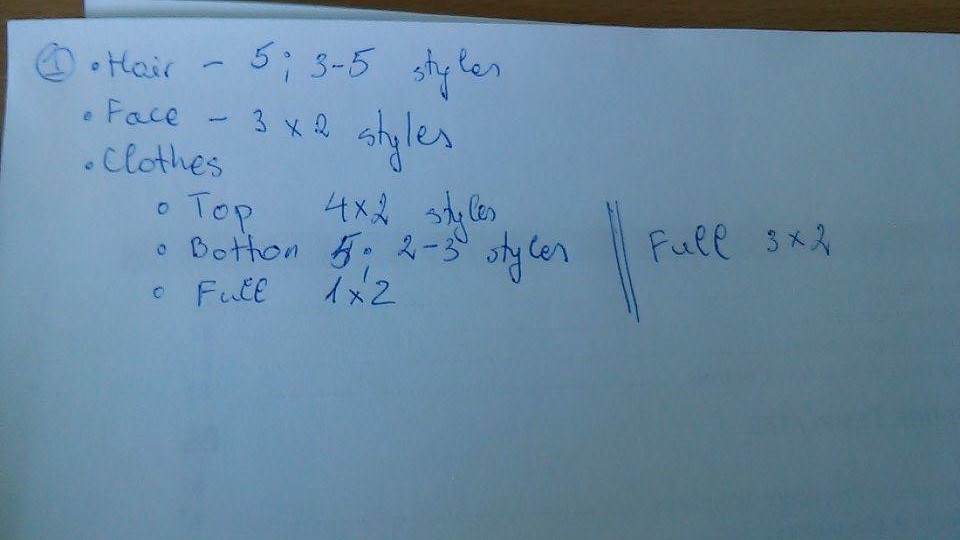 ① • Hair – 5; 3-5 styles
• Face – 3 x 2 styles
• Clothes
◦ Top 4x2 styles
◦ Botton 5; 2-3 styles || Full 3x2
◦ Full 1x2